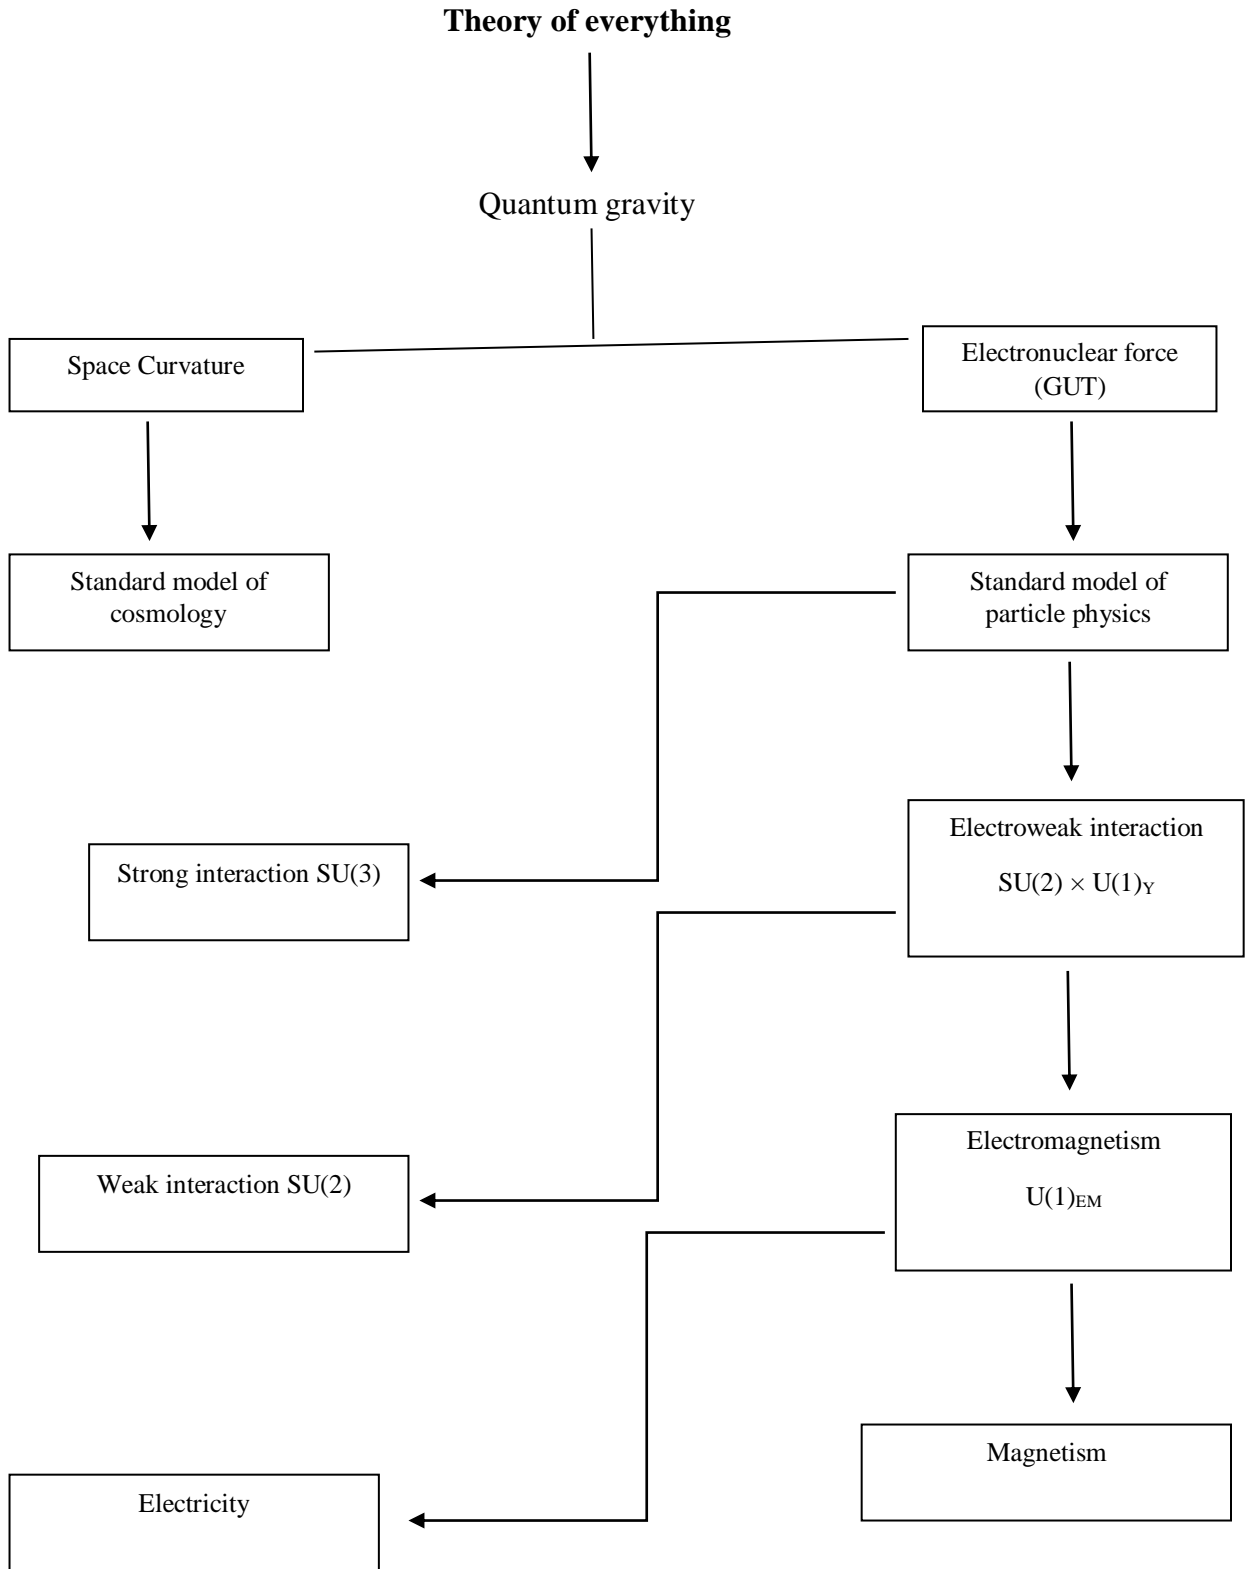 Theory of everything
Quantum gravity
Space Curvature
Electronuclear force
(GUT)
Standard model of
cosmology
Standard model of
particle physics
Electroweak interaction
SU(2) × U(1)Y
Strong interaction SU(3)
Electromagnetism
U(1)EM
Weak interaction SU(2)
Magnetism
Electricity